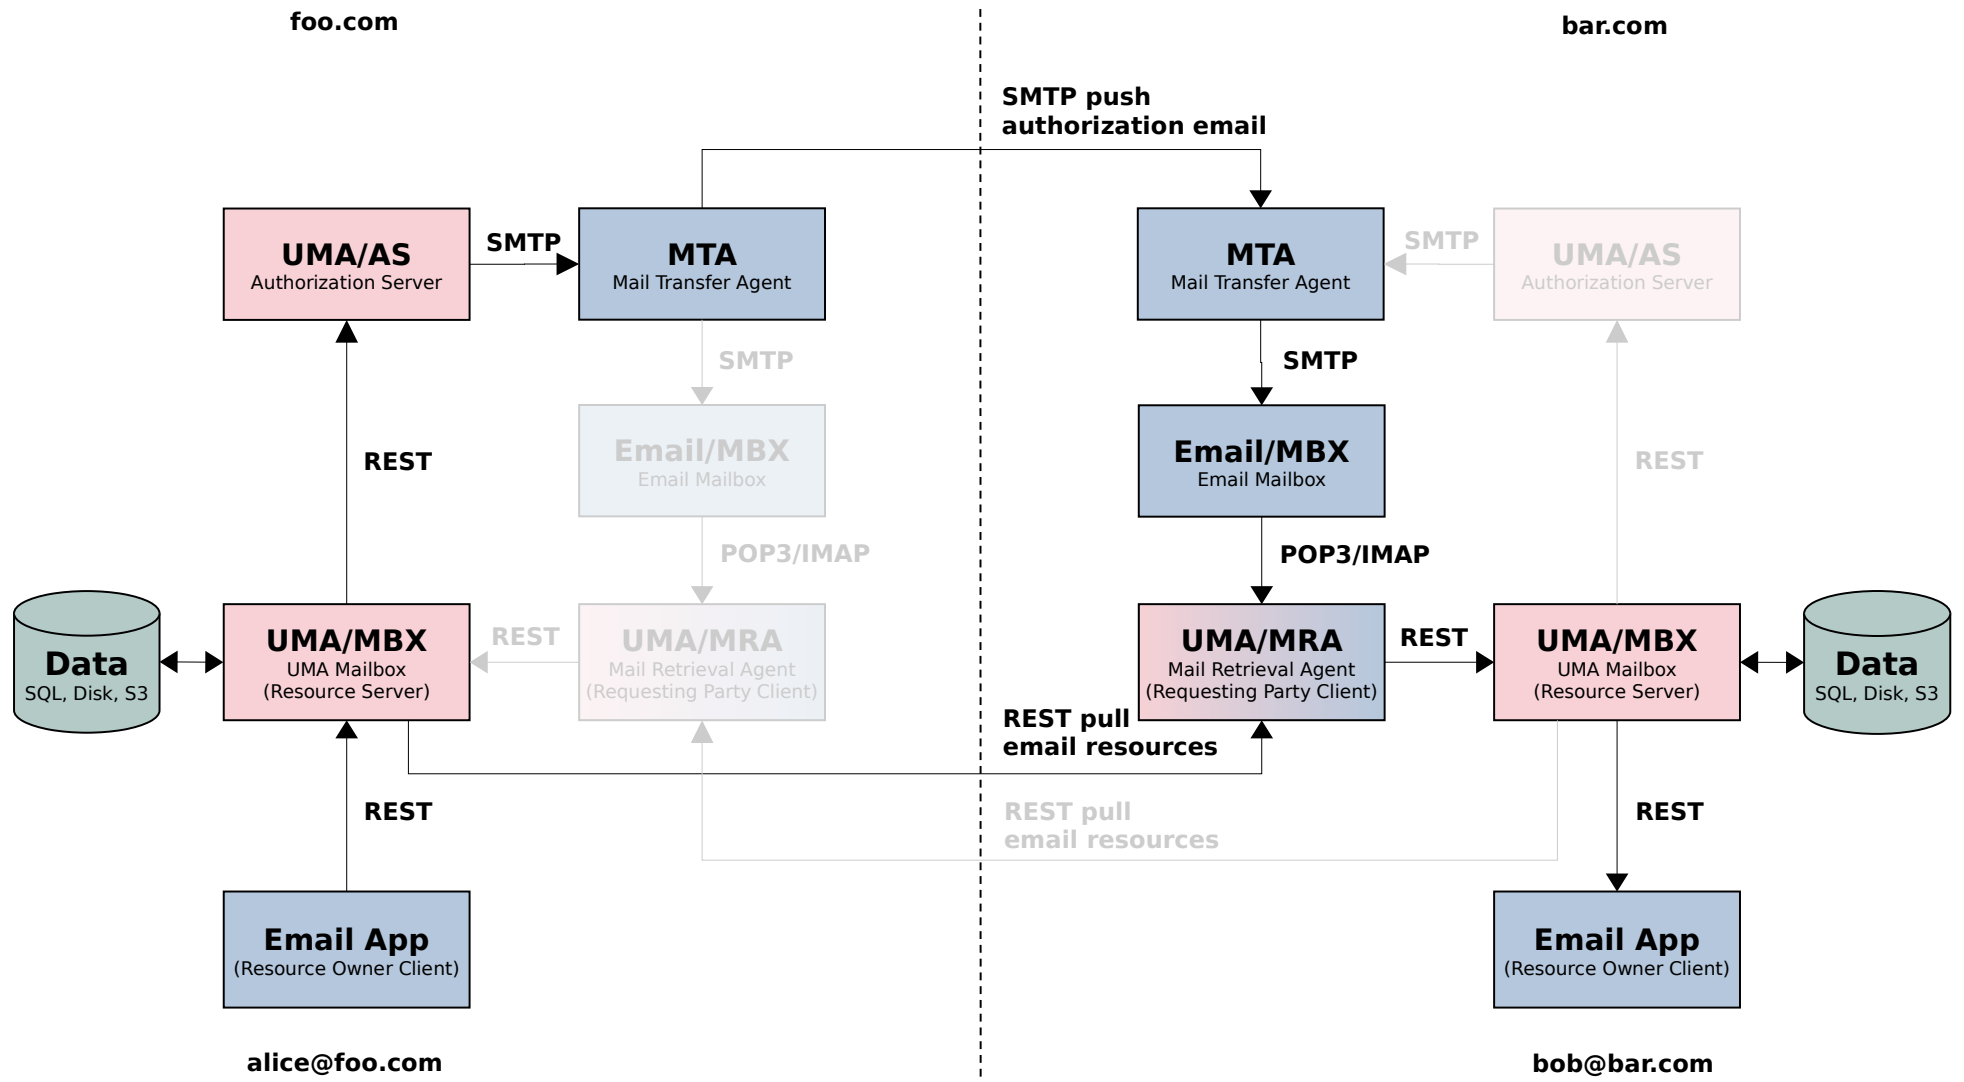 foo.com
bar.com
SMTP push
authorization email
UMA/AS
Authorization Server
SMTP
MTA
Mail Transfer Agent
MTA
Mail Transfer Agent
SMTP
UMA/AS
Authorization Server
SMTP
SMTP
Email/MBX
Email Mailbox
Email/MBX
Email Mailbox
REST
REST
POP3/IMAP
POP3/IMAP
Data
SQL, Disk, S3
UMA/MBX
UMA Mailbox
(Resource Server)
REST
UMA/MRA
Mail Retrieval Agent
(Requesting Party Client)
UMA/MRA
Mail Retrieval Agent
(Requesting Party Client)
REST
UMA/MBX
UMA Mailbox
(Resource Server)
Data
SQL, Disk, S3
REST pull
email resources
REST
REST pull
email resources
REST
Email App
(Resource Owner Client)
Email App
(Resource Owner Client)
alice@foo.com
bob@bar.com